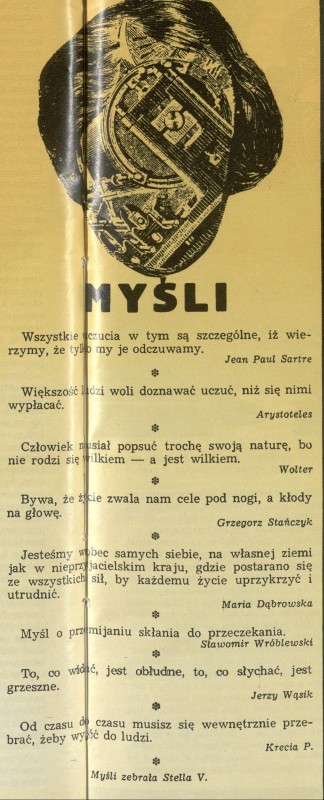 MYŚLI
Wszystkie uczucia w tym są szczególne, iż wie-
rzymy, że tylko my je odczuwamy.
Jean Paul Sartre
*
Większość ludzi woli doznawać uczuć, niż się nimi
wypłacać.
Arystoteles
*
Człowiek musiał popsuć trochę swoją naturę, bo
nie rodzi się wilkiem — a jest wilkiem.
Wolter
*
Bywa, że życie zwala nam cele pod nogi, a kłody
na głowę.
Grzegorz Stańczyk
*
Jesteśmy wobec samych siebie, na własnej ziemi
jak w nieprzyjacielskim kraju, gdzie postarano się
ze wszystkich sił, by każdemu życie uprzykrzyć i
utrudnić.
Maria Dąbrowska
*
Myśl o przemijaniu skłania do przeczekania.
Sławomir Wróblewski
*
To, co widać, jest obłudne, to, co słychać, jest
grzeszne.
Jerzy Wąsik
*
Od czasu do czasu musisz się wewnętrznie prze-
brać, żeby wyjść do ludzi.
Krecia P.
*
Myśli zebrała Stella V.